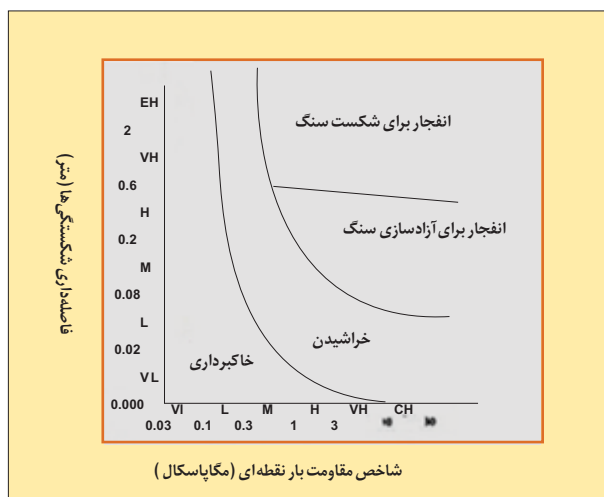 EH
2
VH
0.6
H
0.2
M
0.08
L
0.02
VL
0.000
فاصله‌داری شکستگی‌ها (متر)
انفجار برای شکست سنگ
انفجار برای آزادسازی سنگ
خراشیدن
خاکبرداری
VI L M H VH CH
0.03 0.1 0.3 1 3
شاخص مقاومت بار نقطه‌ای (مگاپاسکال)